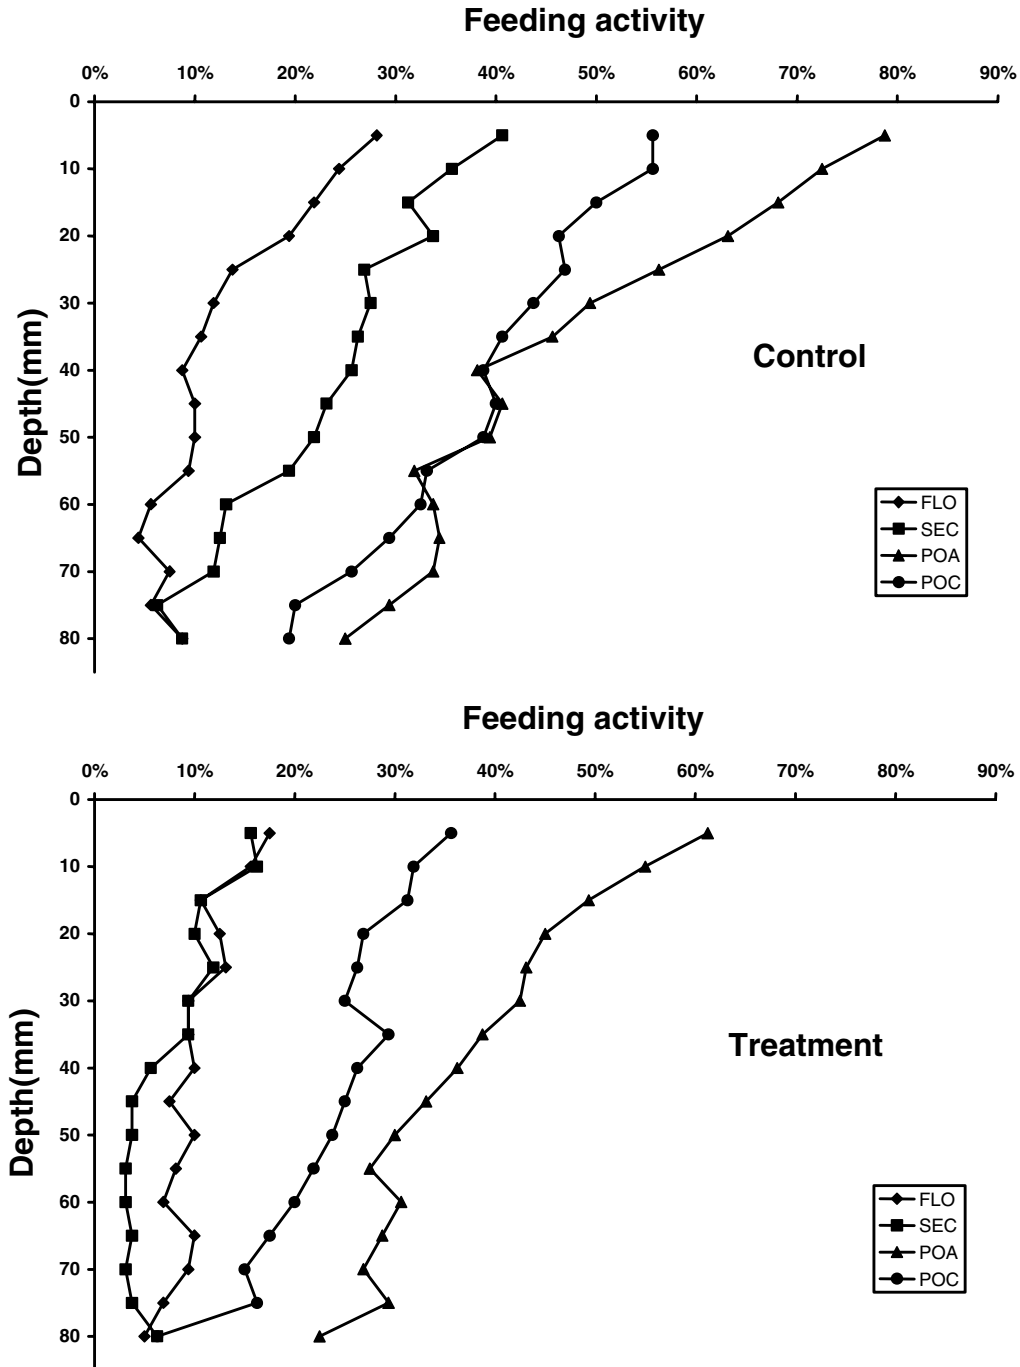 Feeding activity
0% 10% 20% 30% 40% 50% 60% 70% 80% 90%
0
10
20
30
40
50
60
70
80
Depth(mm)
Control
FLO
SEC
POA
POC
Feeding activity
0% 10% 20% 30% 40% 50% 60% 70% 80% 90%
0
10
20
30
40
50
60
70
80
Depth(mm)
Treatment
FLO
SEC
POA
POC